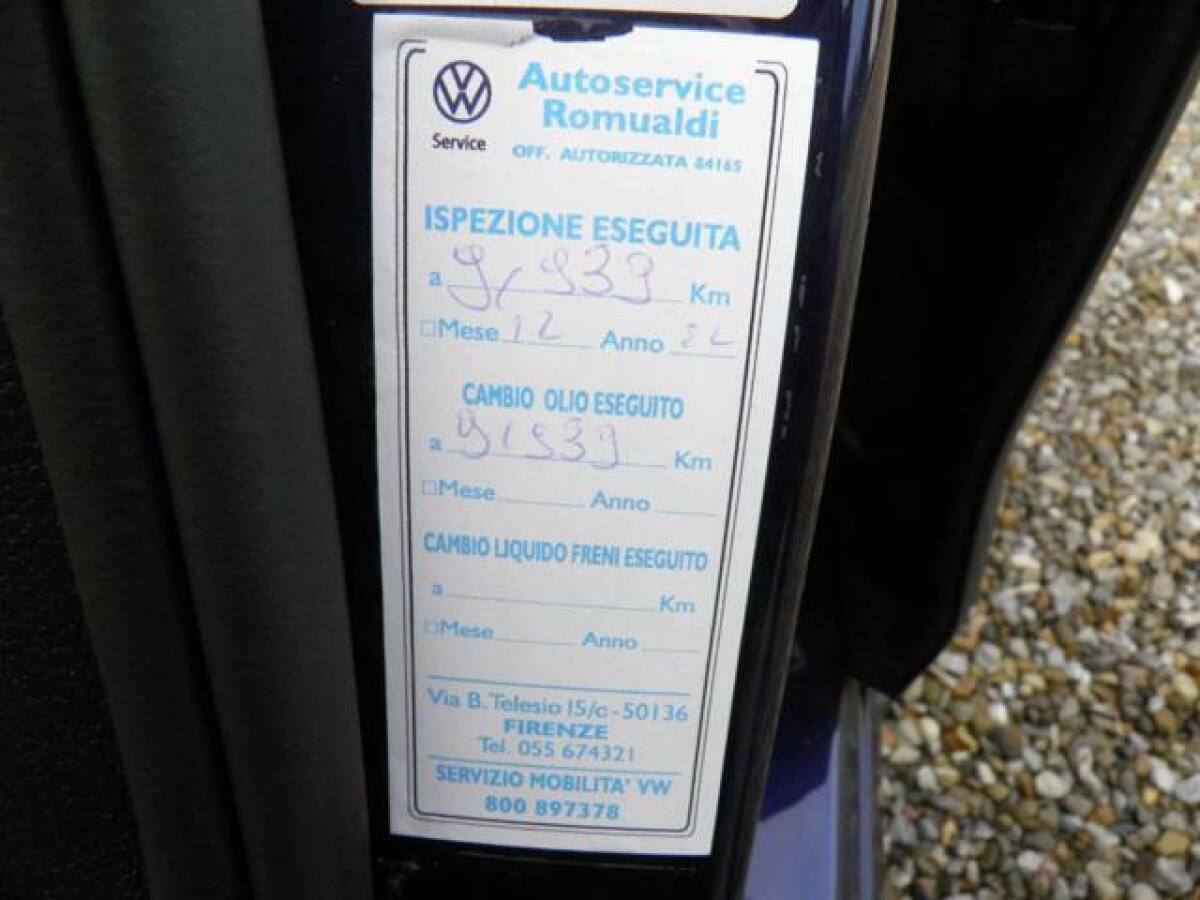 Autoservice
Romualdi
Service
OFF. AUTORIZZATA 84165
ISPEZIONE ESEGUITA
a Km
Mese 12 Anno
CAMBIO OLIO ESEGUITO
a 91939 Km
Mese Anno
CAMBIO LIQUIDO FRENI ESEGUITO
a Km
Mese Anno
Via B. Telesio 15/c - 50136
FIRENZE
Tel. 055 674321
SERVIZIO MOBILITA' VW
800 897378